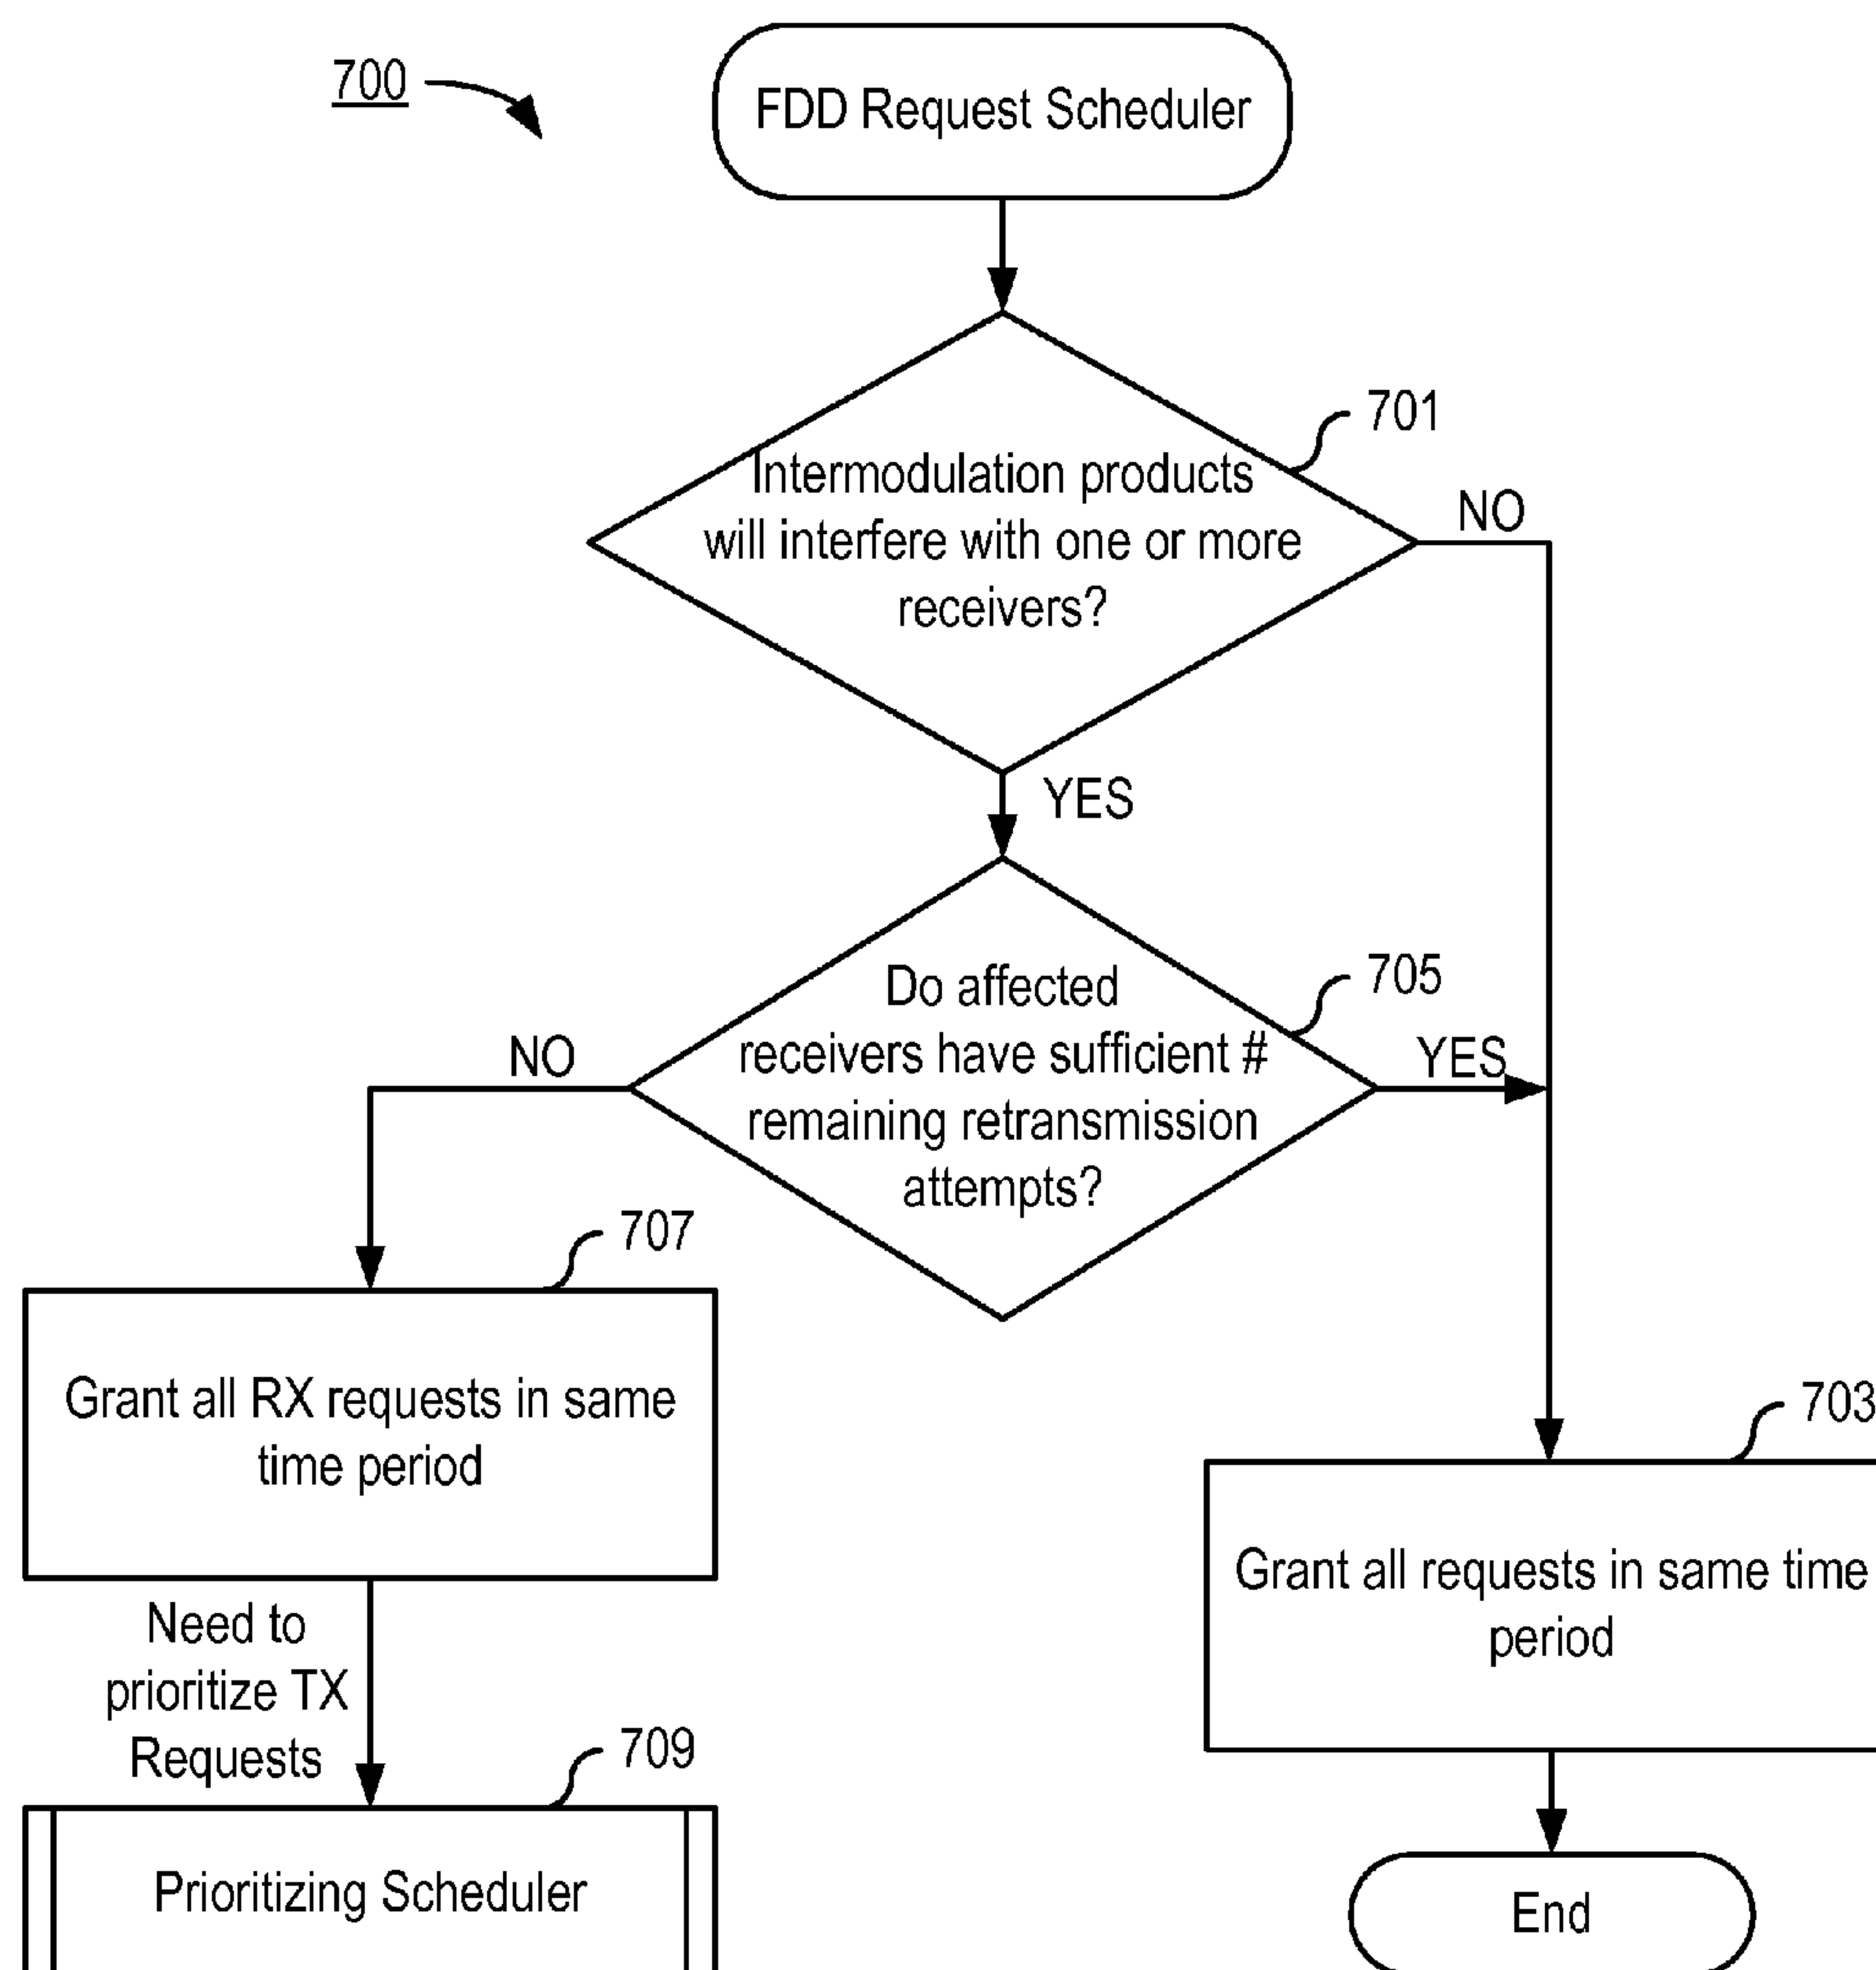 700
FDD Request Scheduler
701
Intermodulation products
will interfere with one or more
receivers?
NO
YES
705
Do affected
receivers have sufficient #
remaining retransmission
attempts?
NO
YES
707
Grant all RX requests in same
time period
703
Grant all requests in same time
period
Need to
prioritize TX
Requests
709
Prioritizing Scheduler
End